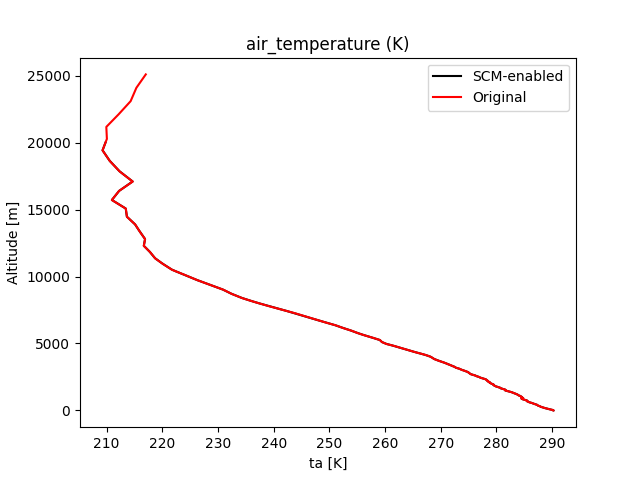 air_temperature (K)
SCM-enabled
Original
Altitude [m]
25000
20000
15000
10000
5000
0
210 220 230 240 250 260 270 280 290
ta [K]